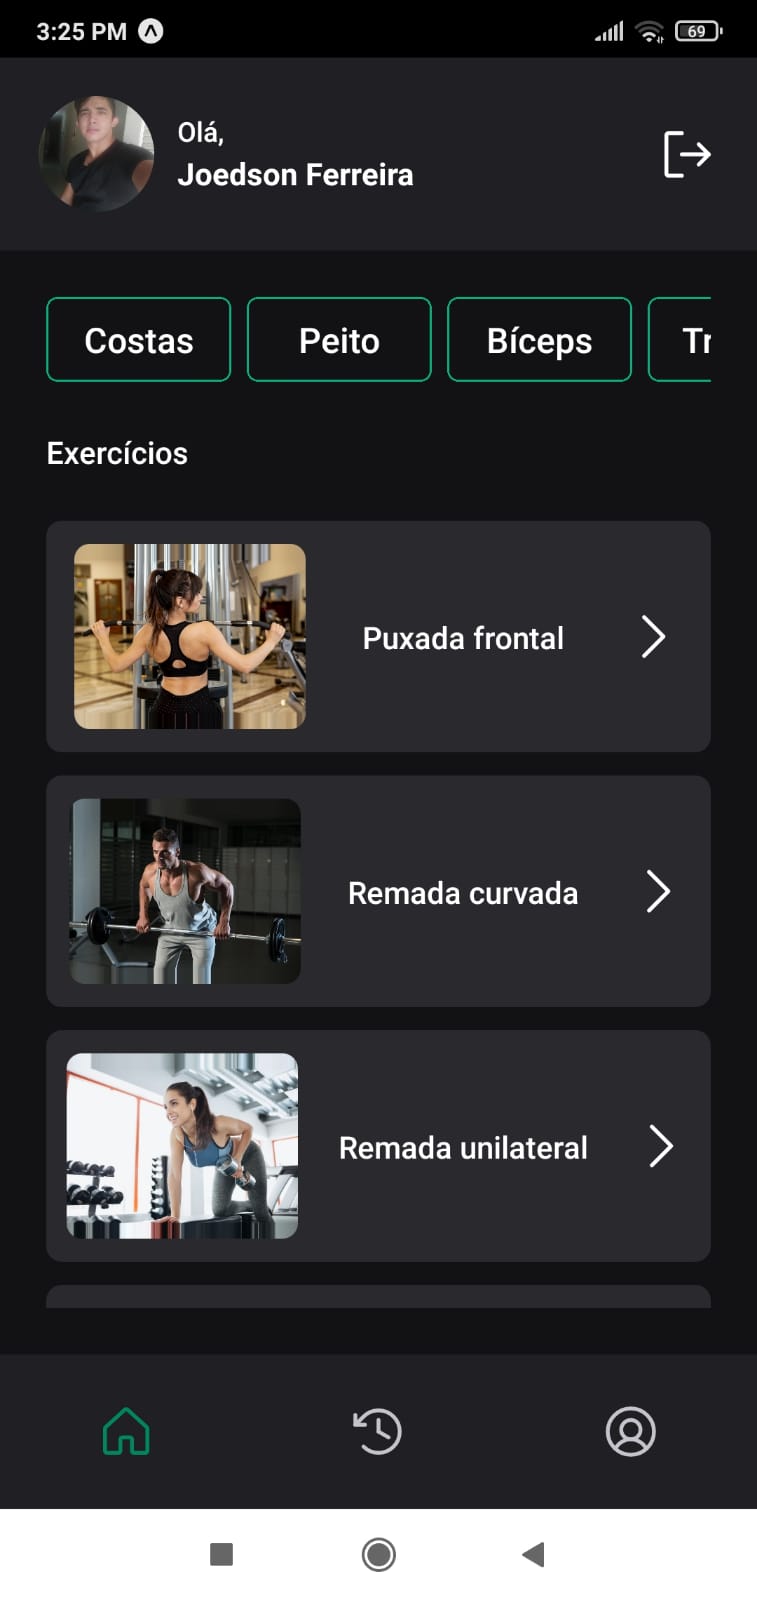 3:25 PM
69
Olá,
Joedson Ferreira
Costas
Peito
Bíceps
Tr
Exercícios
Puxada frontal
Remada curvada
Remada unilateral